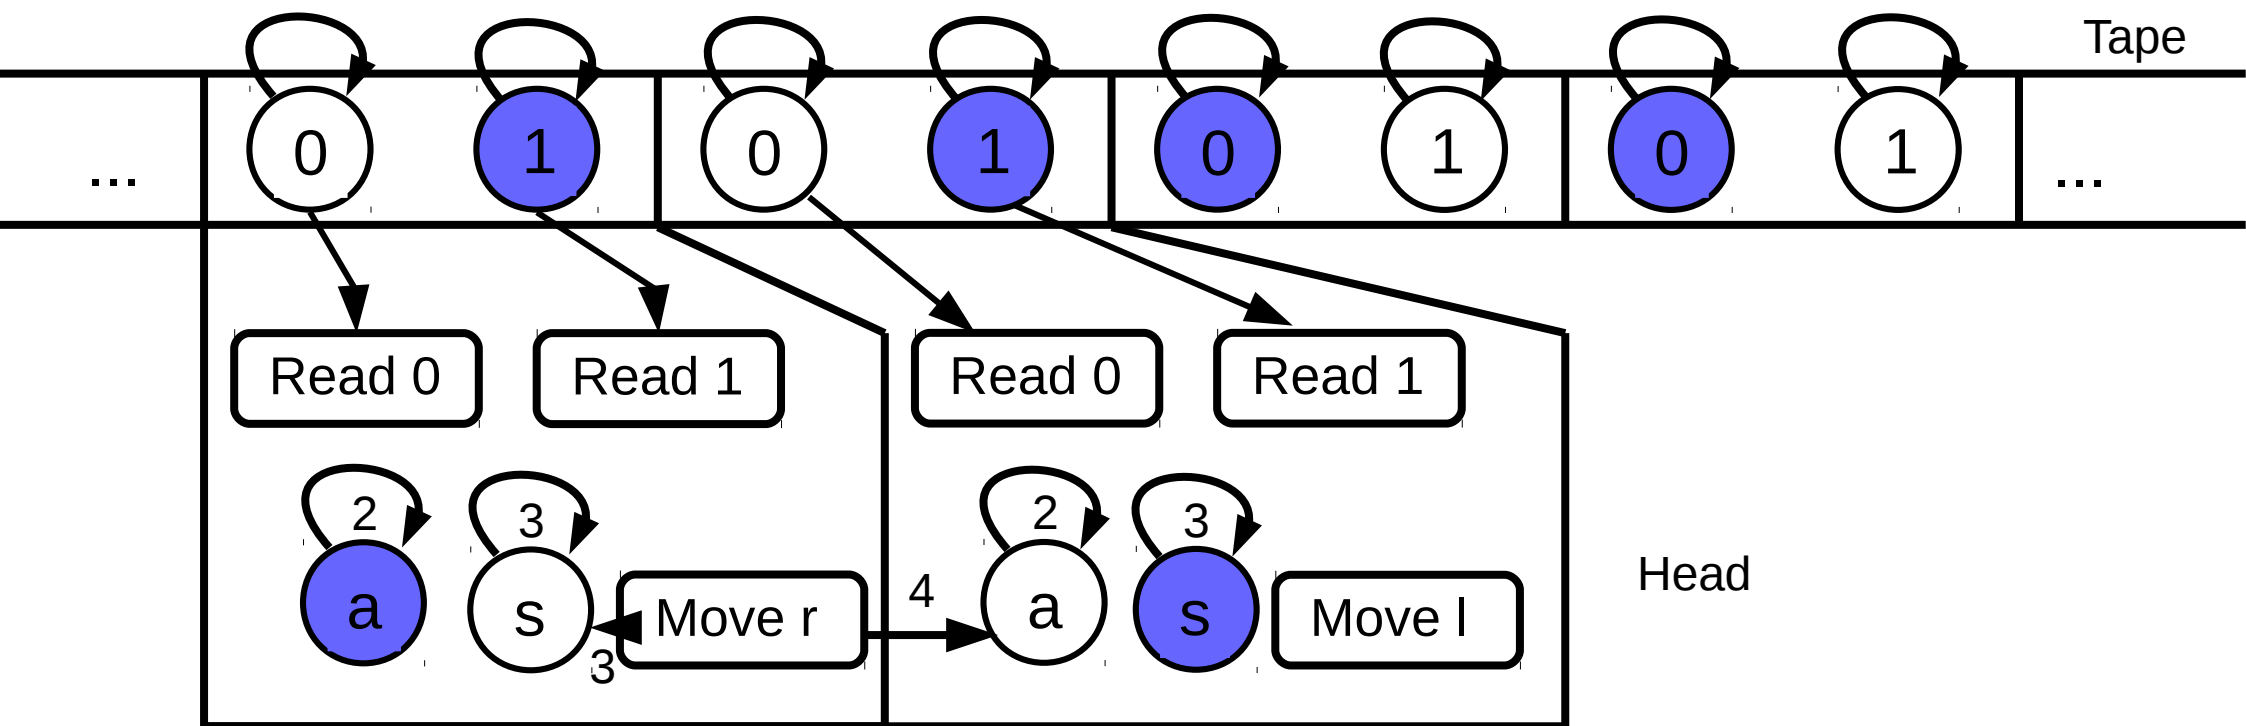 Tape
... 0 1 0 1 0 1 0 1 ...
Read 0 Read 1 Read 0 Read 1
2 3 2 3
a s Move r 4 a s Move l
3
Head